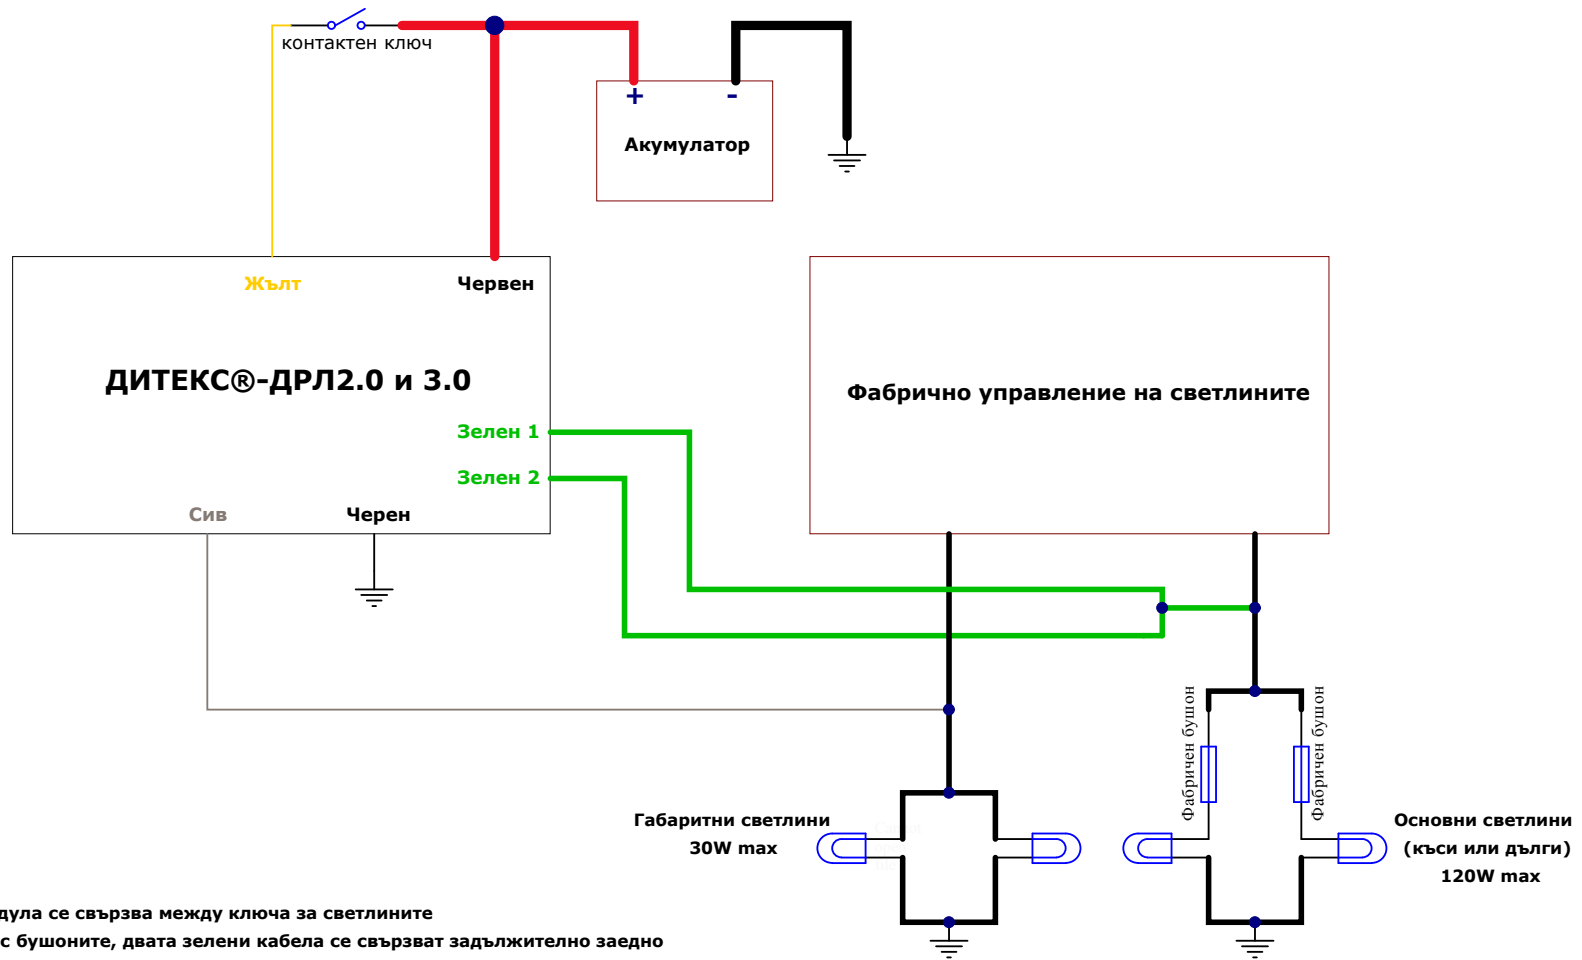 контактен ключ
+
-
Акумулатор
Жълт
Червен
ДИТЕКС®-ДРЛ2.0 и 3.0
Фабрично управление на светлините
Зелен 1
Зелен 2
Сив
Черен
Фабричен бушон
Фабричен бушон
Габаритни светлини
30W max
Основни светлини
(къси или дълги)
120W max
се свързва между ключа за светлините
с бушоните, двата зелени кабела се свързват задължително заедно